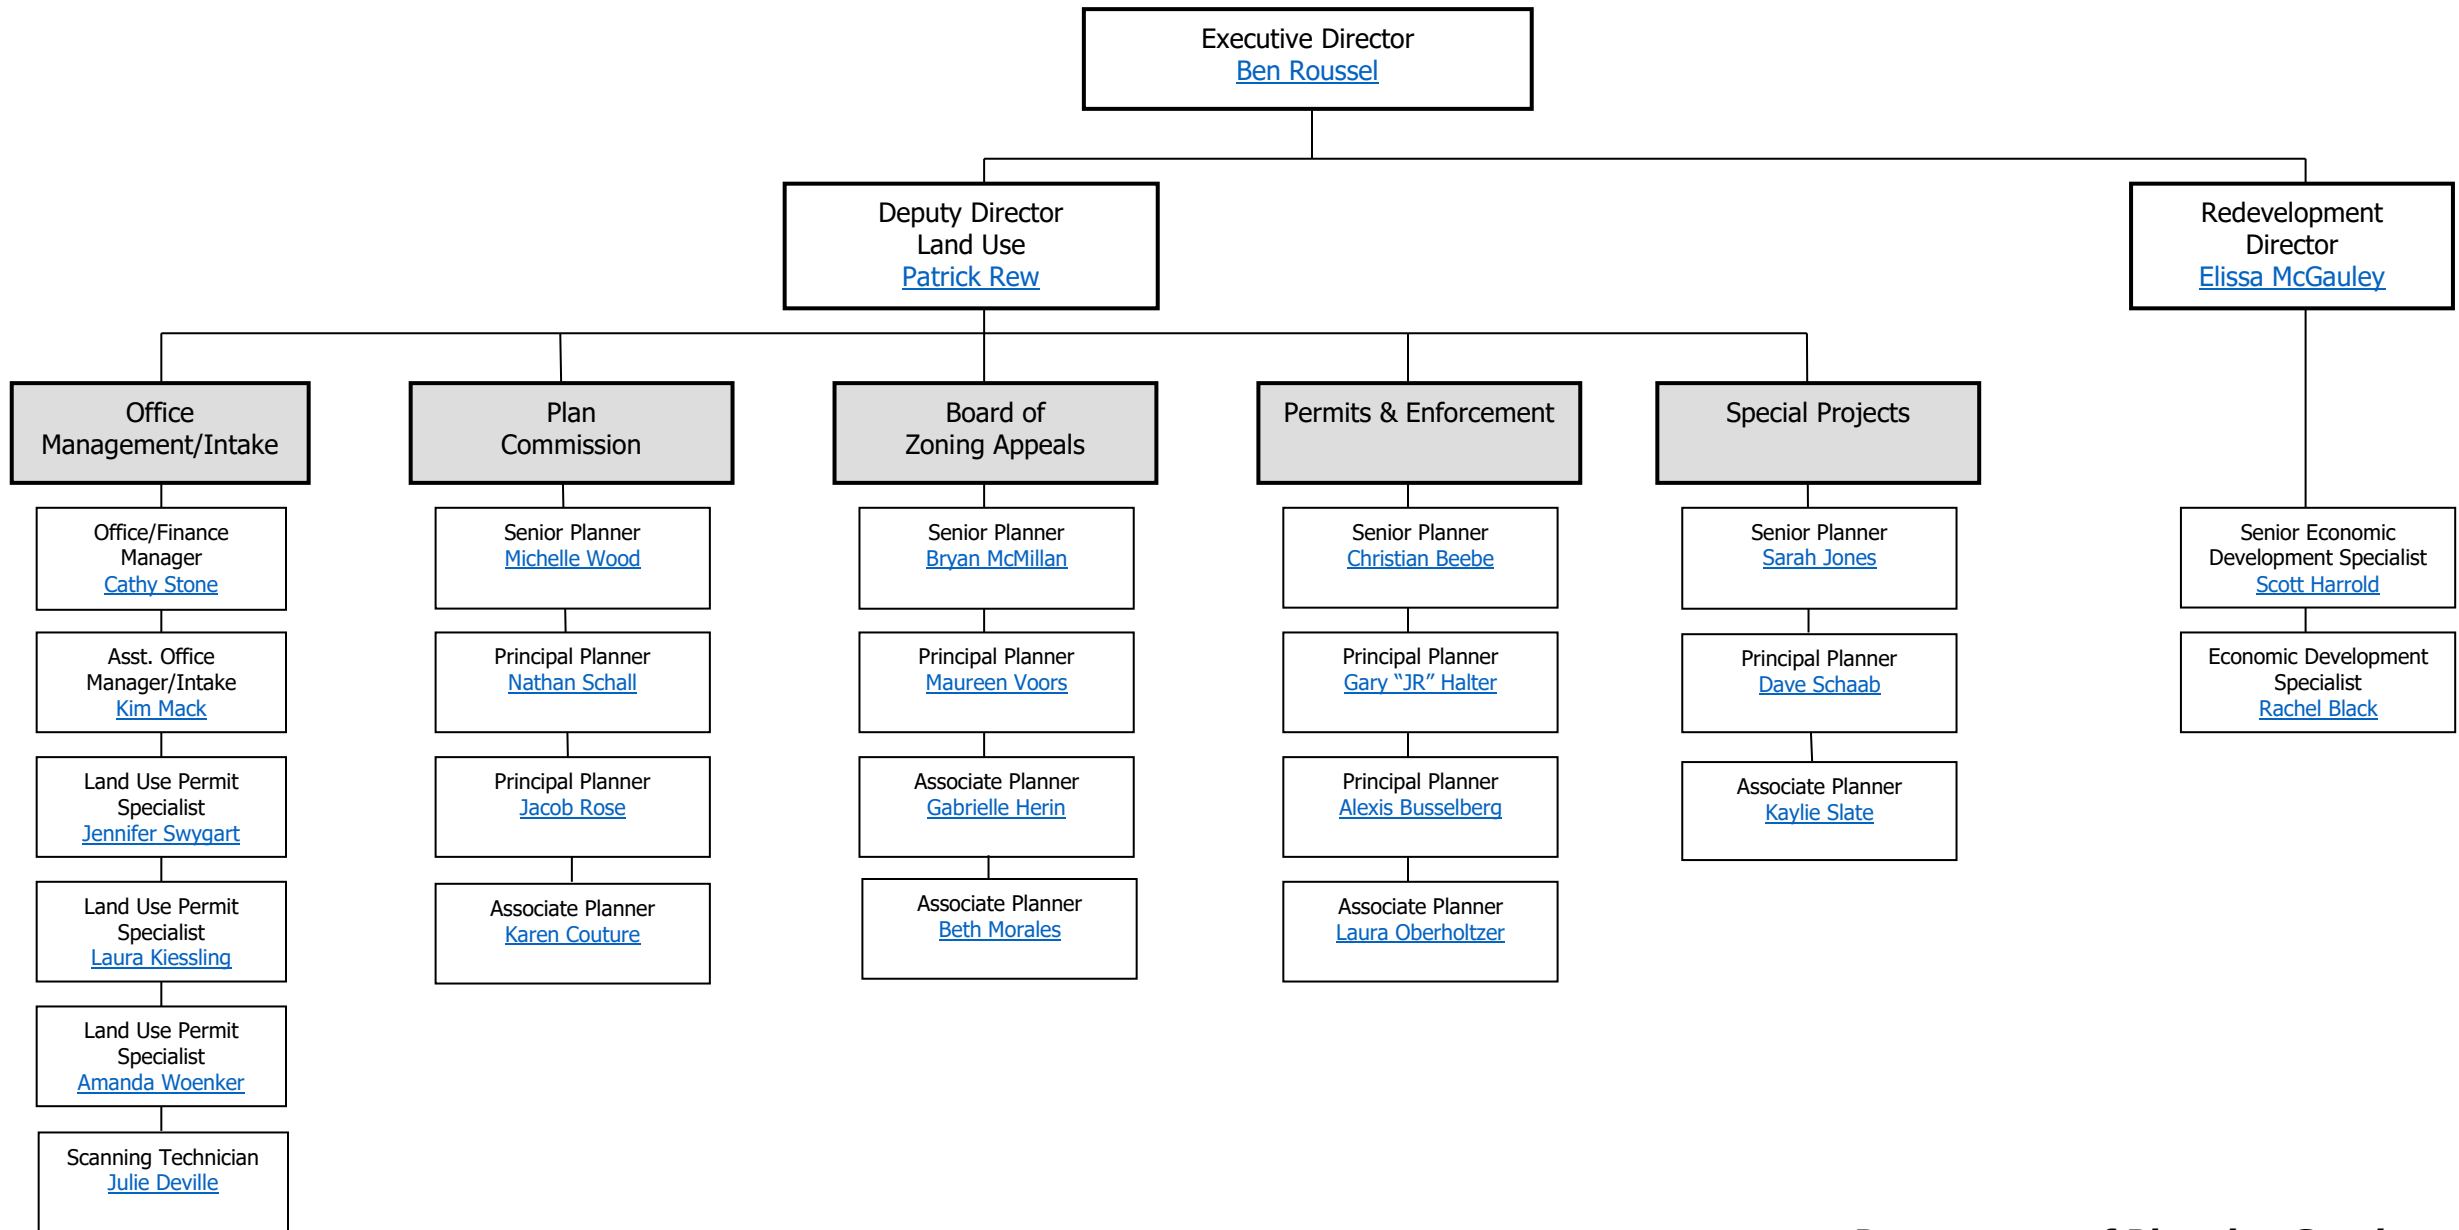 Executive Director
Ben Roussel
Deputy Director
Land Use
Patrick Rew
Redevelopment
Director
Elissa McGauley
Office
Management/Intake
Office/Finance
Manager
Cathy Stone
Asst. Office
Manager/Intake
Kim Mack
Land Use Permit
Specialist
Jennifer Swygart
Land Use Permit
Specialist
Laura Kiessling
Land Use Permit
Specialist
Amanda Woenker
Scanning Technician
Julie Deville
Plan
Commission
Senior Planner
Michelle Wood
Principal Planner
Nathan Schall
Principal Planner
Jacob Rose
Associate Planner
Karen Couture
Board of
Zoning Appeals
Senior Planner
Bryan McMillan
Principal Planner
Maureen Voors
Associate Planner
Gabrielle Herin
Associate Planner
Beth Morales
Permits & Enforcement
Senior Planner
Christian Beebe
Principal Planner
Gary “JR” Halter
Principal Planner
Alexis Busselberg
Associate Planner
Laura Oberholtzer
Special Projects
Senior Planner
Sarah Jones
Principal Planner
Dave Schaab
Associate Planner
Kaylie Slate
Senior Economic
Development Specialist
Scott Harrold
Economic Development
Specialist
Rachel Black